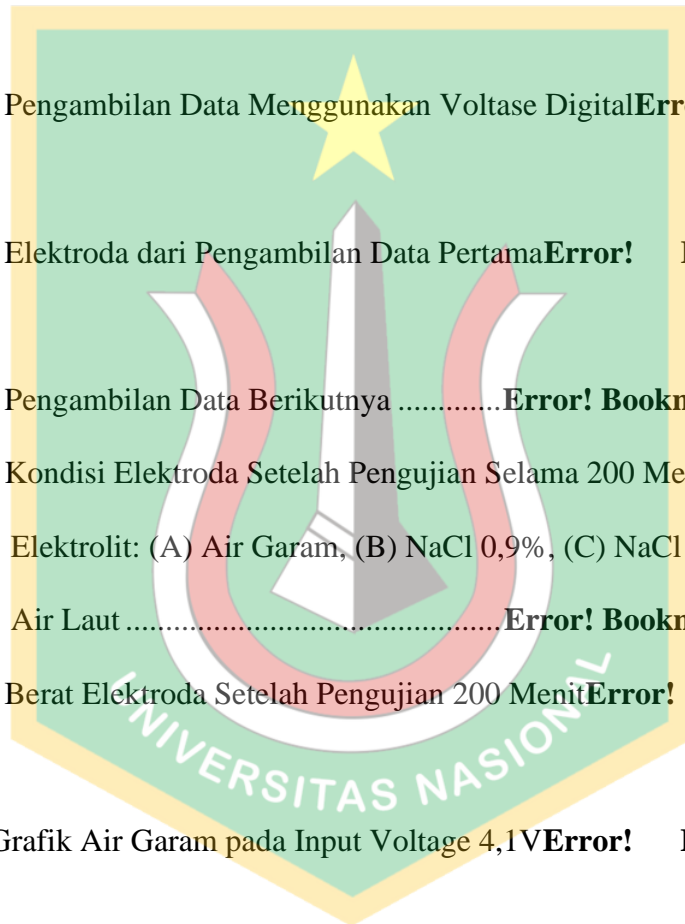 Pengambilan Data Menggunakan Voltase DigitalErr
Elektroda dari Pengambilan Data PertamaError!
Pengambilan Data Berikutnya .............Error! Bookn
Kondisi Elektroda Setelah Pengujian Selama 200 Me
Elektrolit: (A) Air Garam, (B) NaCl 0,9%, (C) NaCl
Air Laut ...............................................Error! Bookn
Berat Elektroda Setelah Pengujian 200 MenitError!
UNIVERSITAS NASIONAL
Grafik Air Garam pada Input Voltage 4,1VError!